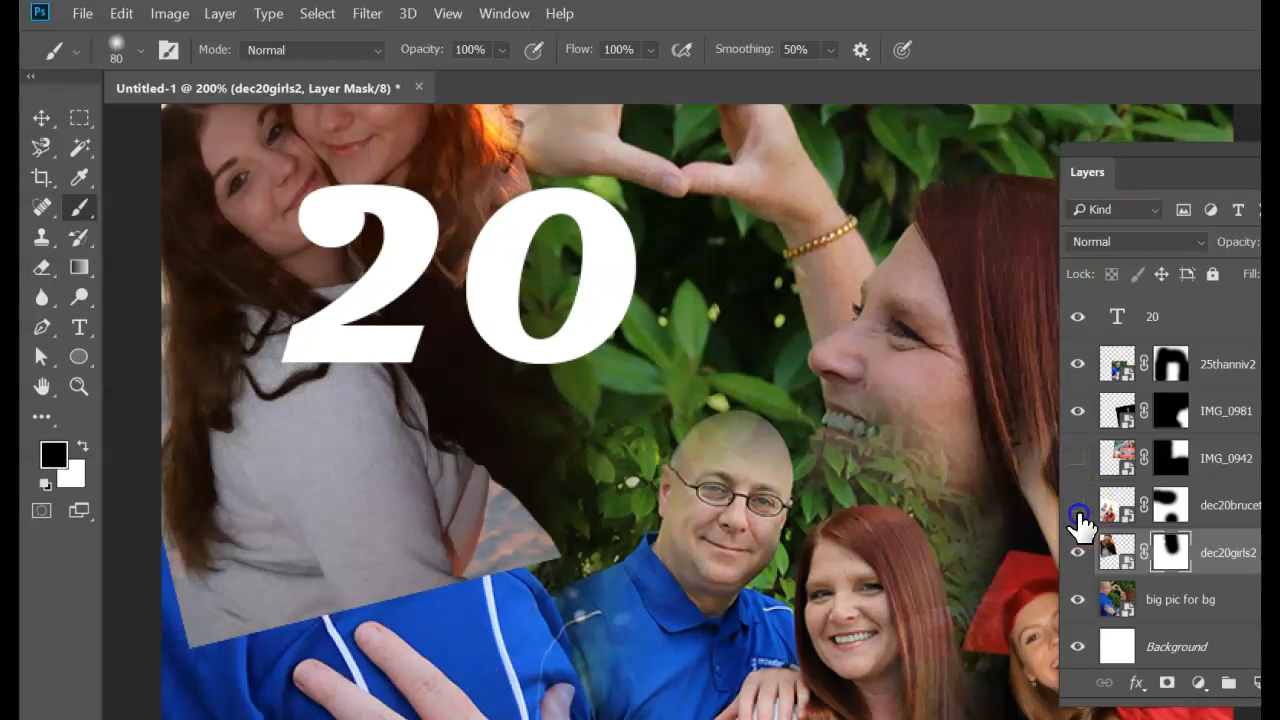 Ps File Edit Image Layer Type Select Filter 3D View Window Help
80 Mode: Normal Opacity: 100% Flow: 100% Smoothing: 50%
Untitled-1 @ 200% (dec20girls2, Layer Mask/8) * ×
20
Layers
Kind
Normal Opacity:
Lock: Fill:
T 20
25thanniv2
IMG_0981
IMG_0942
dec20brucet
dec20girls2
big pic for bg
Background
fx